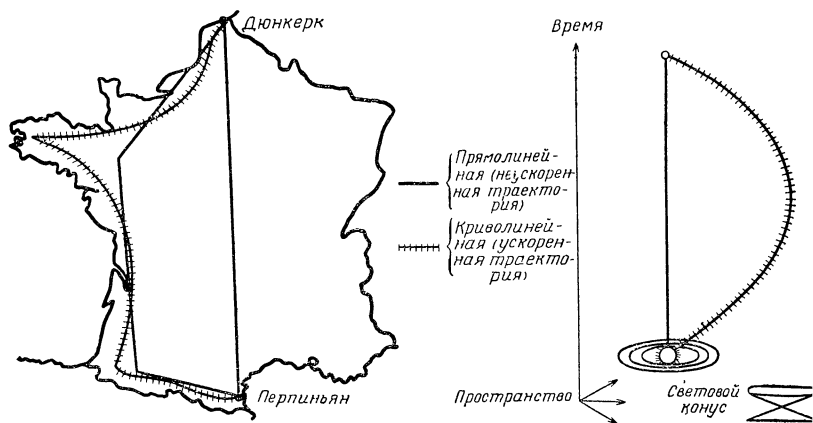 Дюнкерк
Время
Прямолиней-
ная (неускорен-
ная траекто-
рия)
Криволиней-
ная (ускорен-
ная траекто-
рия)
Перпиньян
Пространство
Световой
конус